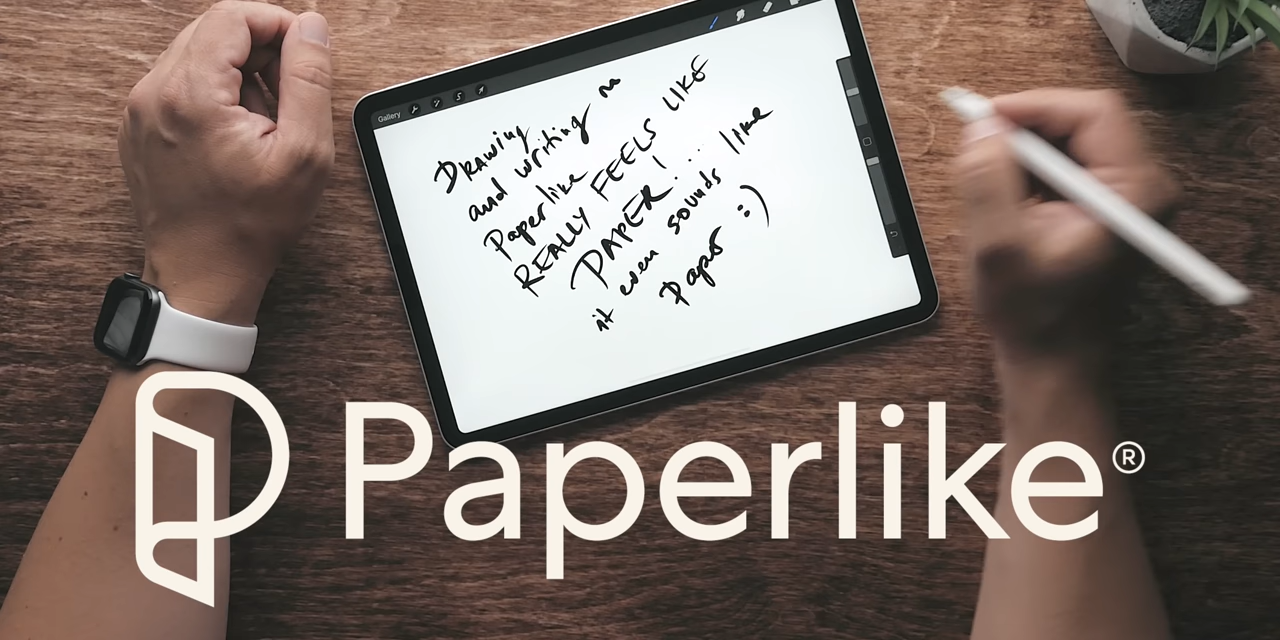 Gallery
Drawing
and writing on
Paperlike
REALLY FEELS LIKE
PAPER!
it even sounds like
Paper :)
Paperlike®